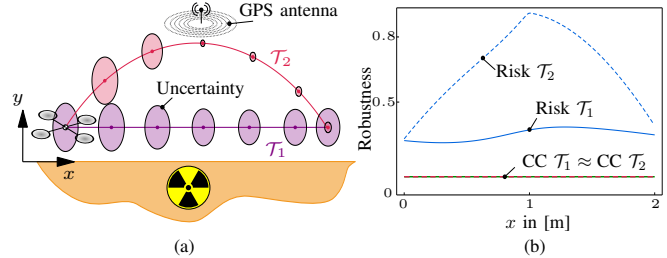 GPS antenna
𝒯₂
Uncertainty
y
𝒯₁
x
(a)
Robustness
0.8
0.5
0
Risk 𝒯₂
Risk 𝒯₁
CC 𝒯₁ ≈ CC 𝒯₂
0
1
2
x in [m]
(b)